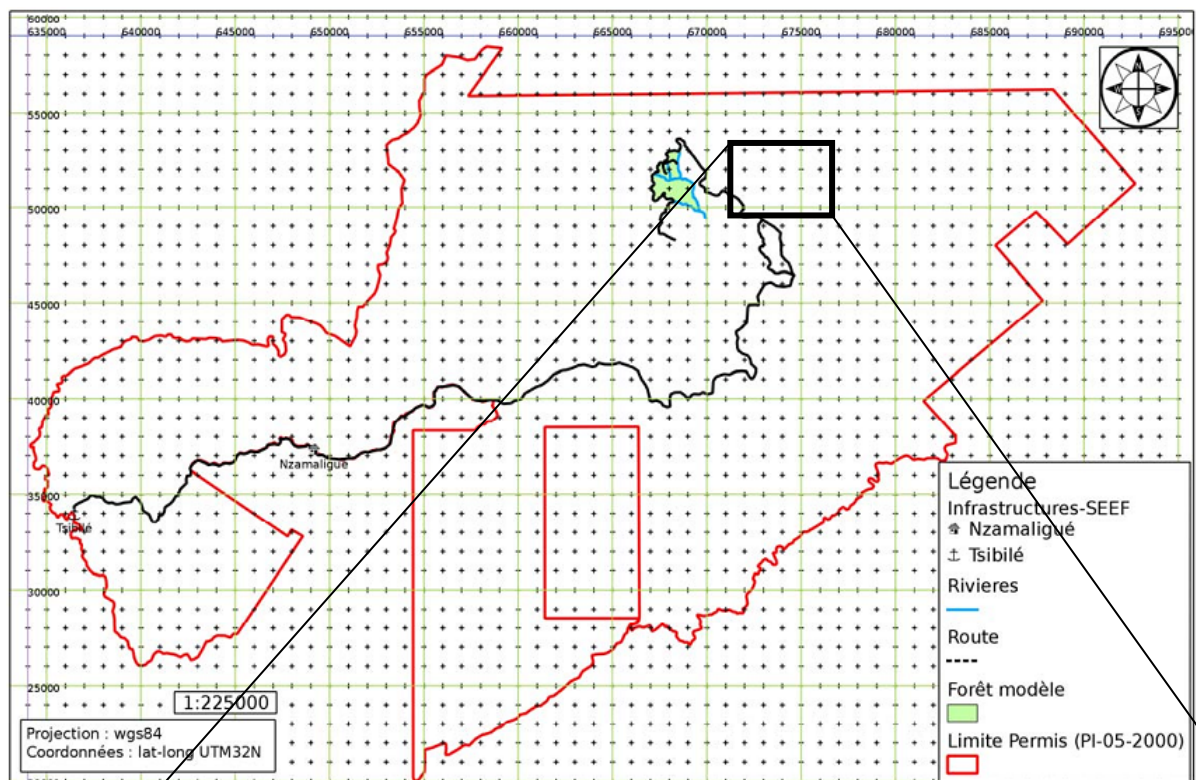 60000
635000 640000 645000 650000 655000 660000 665000 670000 675000 680000 685000 690000 695000
N
W E
55000
50000
45000
40000
Nzamaligué
35000
Tsibilé
30000
25000
1:225000
Projection : wgs84
Coordonnées : lat-long UTM32N
Légende
Infrastructures-SEEF
Nzamaligué
⚓ Tsibilé
Rivieres
Route
Forêt modèle
Limite Permis (PI-05-2000)